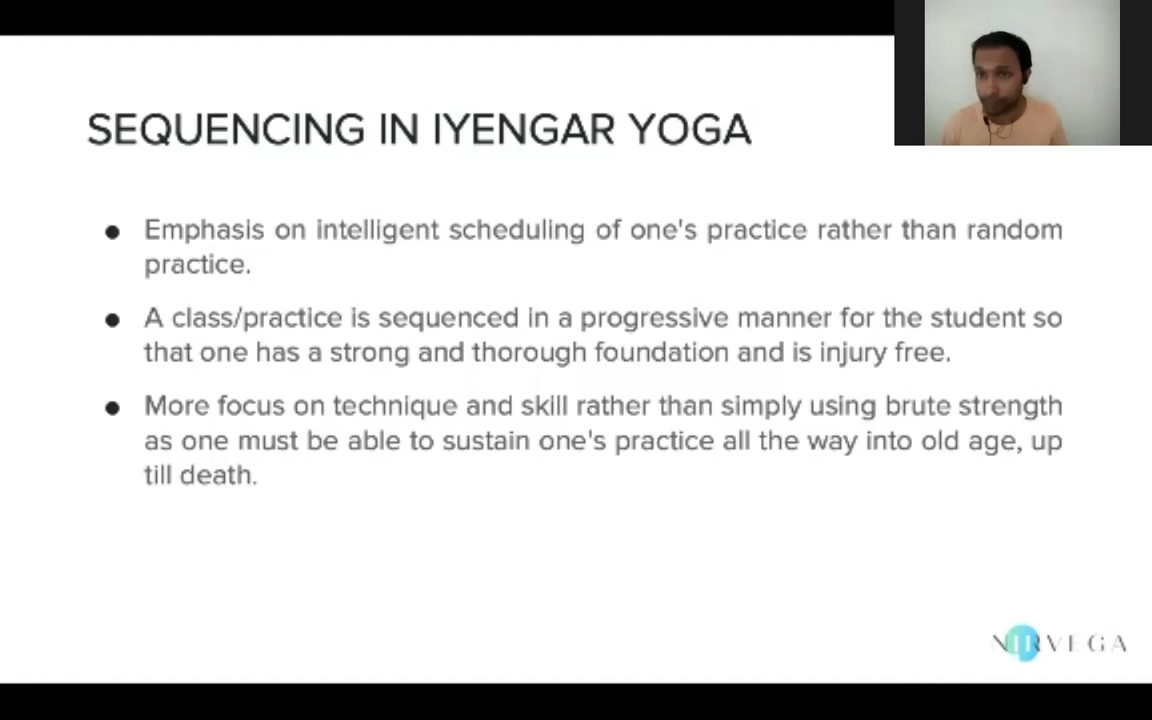 SEQUENCING IN IYENGAR YOGA
● Emphasis on intelligent scheduling of one's practice rather than random
practice.
● A class/practice is sequenced in a progressive manner for the student so
that one has a strong and thorough foundation and is injury free.
● More focus on technique and skill rather than simply using brute strength
as one must be able to sustain one's practice all the way into old age, up
till death.
NIRVEGA